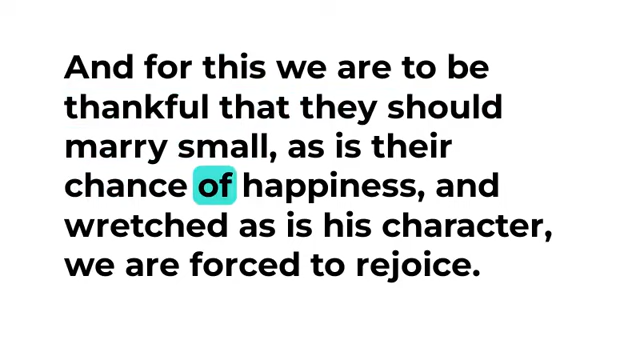 And for this we are to be
thankful that they should
marry small, as is their
chance of happiness, and
wretched as is his character,
we are forced to rejoice.